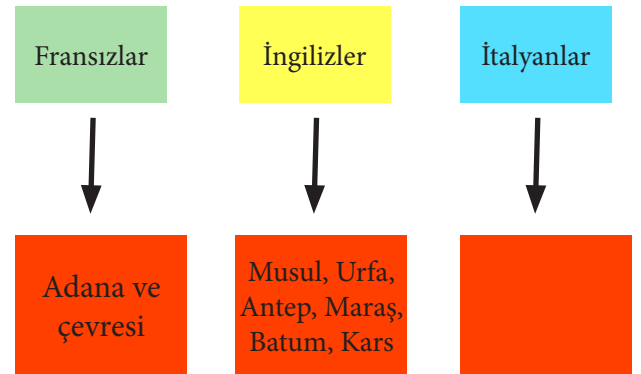 Fransızlar
İngilizler
İtalyanlar
Adana ve
çevresi
Musul, Urfa,
Antep, Maraş,
Batum, Kars